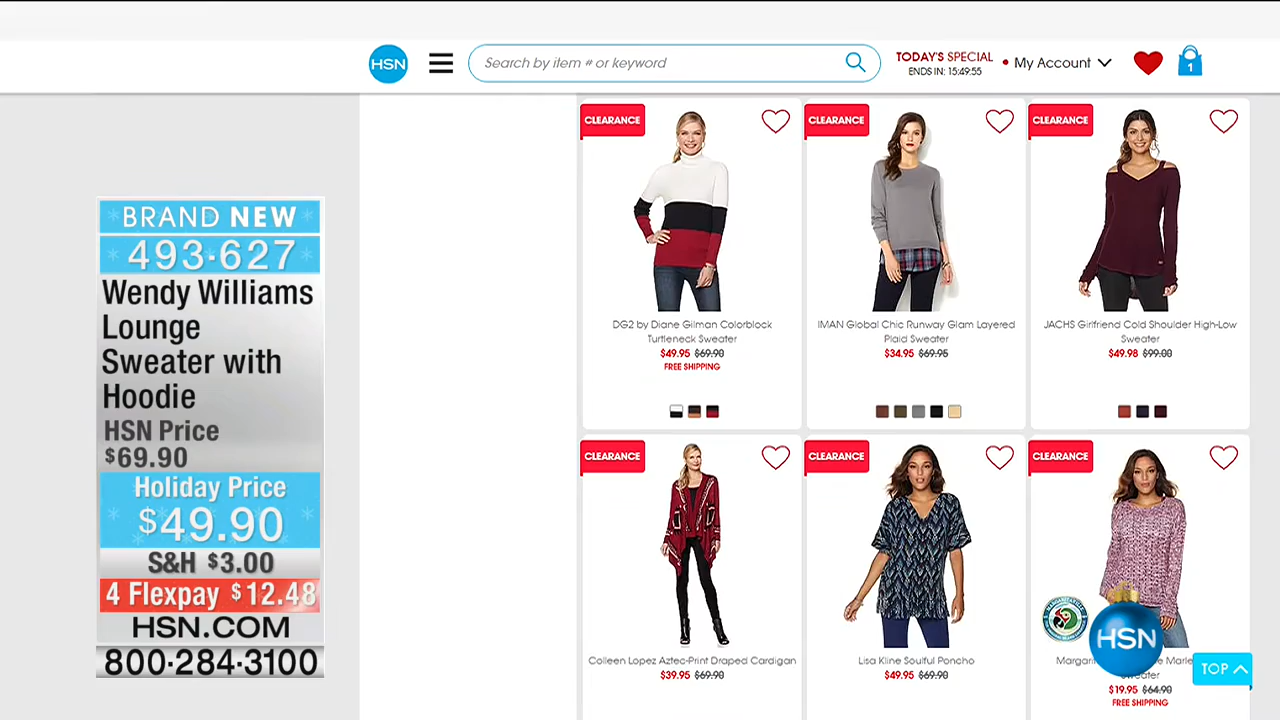 HSN
Search by item # or keyword
TODAY'S SPECIAL
ENDS IN: 15:49:55
My Account
1
BRAND NEW
493·627
Wendy Williams
Lounge
Sweater with
Hoodie
HSN Price
$69.90
Holiday Price
$49.90
S&H $3.00
4 Flexpay $12.48
HSN.COM
800·284·3100
CLEARANCE
CLEARANCE
CLEARANCE
DG2 by Diane Gilman Colorblock
Turtleneck Sweater
$49.95 $69.90
FREE SHIPPING
IMAN Global Chic Runway Glam Layered
Plaid Sweater
$34.95 $69.95
JACHS Girlfriend Cold Shoulder High-Low
Sweater
$49.98 $99.00
CLEARANCE
CLEARANCE
CLEARANCE
Colleen Lopez Aztec-Print Draped Cardigan
$39.95 $69.90
Lisa Kline Soulful Poncho
$49.95 $69.90
$19.95 $64.90
FREE SHIPPING
HSN
TOP